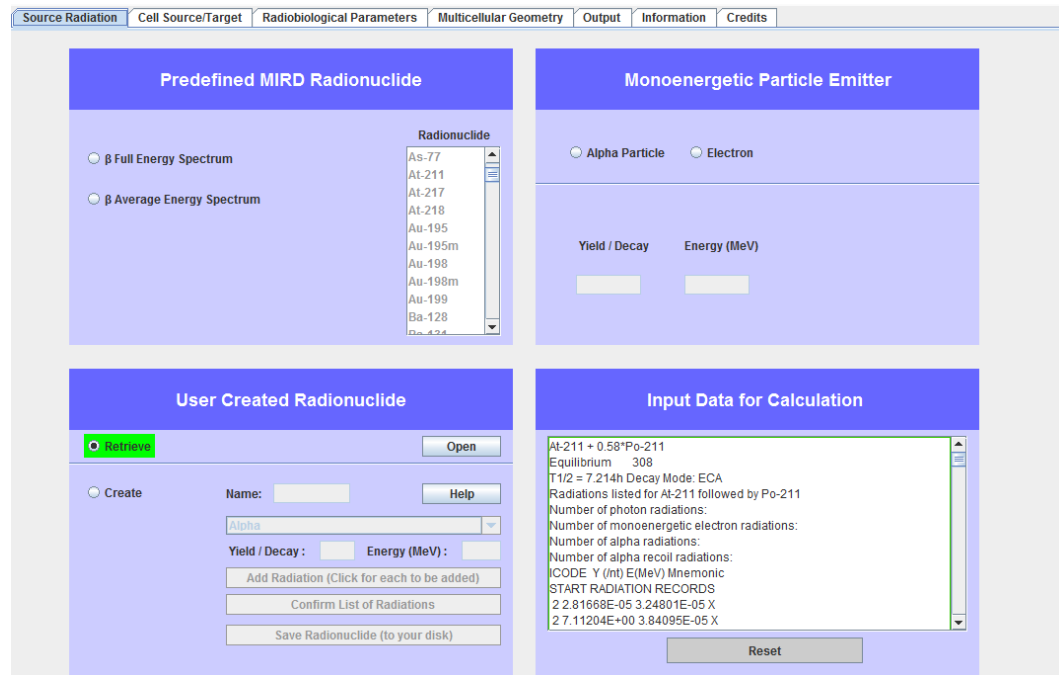 Source Radiation Cell Source/Target Radiobiological Parameters Multicellular Geometry Output Information Credits
Predefined MIRD Radionuclide
β Full Energy Spectrum
β Average Energy Spectrum
Radionuclide
As-77
At-211
At-217
At-218
Au-195
Au-195m
Au-198
Au-198m
Au-199
Ba-128
Monoenergetic Particle Emitter
Alpha Particle Electron
Yield / Decay Energy (MeV)
User Created Radionuclide
Retrieve Open
Create Name: Help
Alpha
Yield / Decay : Energy (MeV) :
Add Radiation (Click for each to be added)
Confirm List of Radiations
Save Radionuclide (to your disk)
Input Data for Calculation
At-211 + 0.58*Po-211
Equilibrium 308
T1/2 = 7.214h Decay Mode: ECA
Radiations listed for At-211 followed by Po-211
Number of photon radiations:
Number of monoenergetic electron radiations:
Number of alpha radiations:
Number of alpha recoil radiations:
ICODE Y (/nt) E(MeV) Mnemonic
START RADIATION RECORDS
2 2.81668E-05 3.24801E-05 X
2 7.11204E+00 3.84095E-05 X
Reset